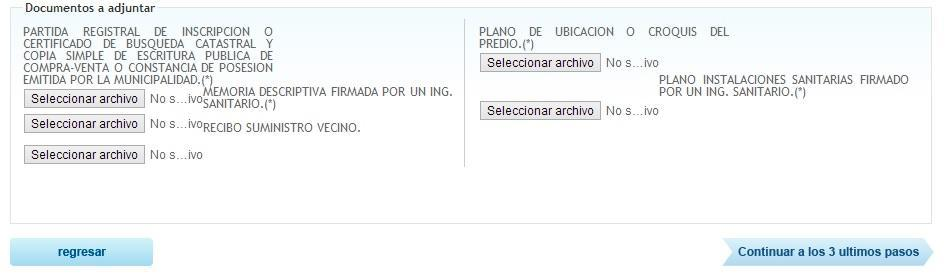 Documentos a adjuntar
PARTIDA REGISTRAL DE INSCRIPCION O
CERTIFICADO DE BUSQUEDA CATASTRAL Y
COPIA SIMPLE DE ESCRITURA PUBLICA DE
COMPRA-VENTA O CONSTANCIA DE POSESION
EMITIDA POR LA MUNICIPALIDAD.(*)
Seleccionar archivo No s...ivo
MEMORIA DESCRIPTIVA FIRMADA POR UN ING.
SANITARIO.(*)
Seleccionar archivo No s...ivo
RECIBO SUMINISTRO VECINO.
Seleccionar archivo No s...ivo
PLANO DE UBICACION O CROQUIS DEL
PREDIO.(*)
Seleccionar archivo No s...ivo
PLANO INSTALACIONES SANITARIAS FIRMADO
POR UN ING. SANITARIO.(*)
Seleccionar archivo No s...ivo
regresar
Continuar a los 3 ultimos pasos